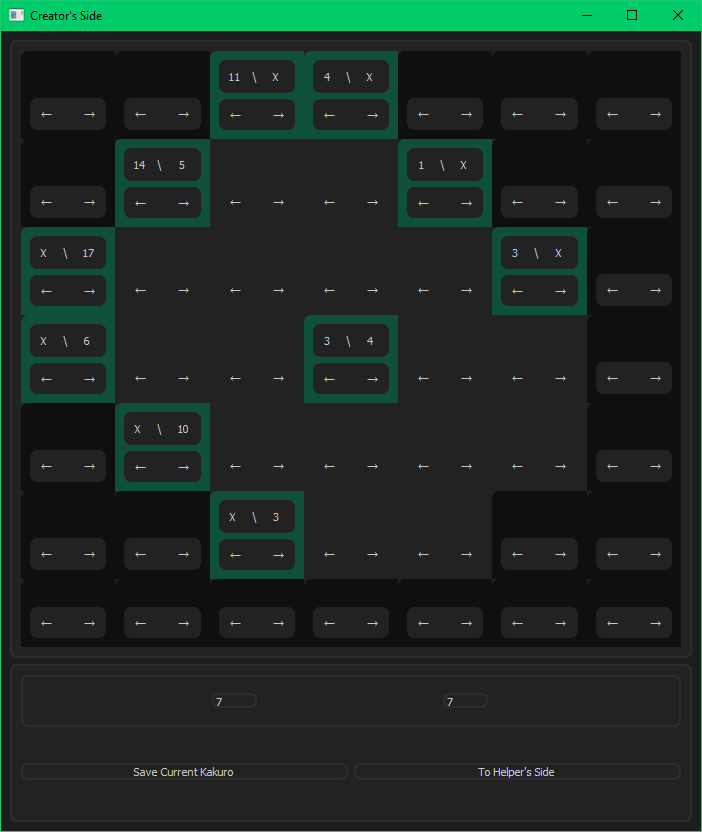 Creator's Side
11 \ X 4 \ X
← → ← → ← → ← → ← → ← → ← →
14 \ 5 1 \ X
← → ← → ← → ← → ← → ← → ← →
X \ 17 3 \ X
← → ← → ← → ← → ← → ← → ← →
X \ 6 3 \ 4
← → ← → ← → ← → ← → ← → ← →
X \ 10
← → ← → ← → ← → ← → ← → ← →
X \ 3
← → ← → ← → ← → ← → ← → ← →
← → ← → ← → ← → ← → ← → ← →
7 7
Save Current Kakuro To Helper's Side